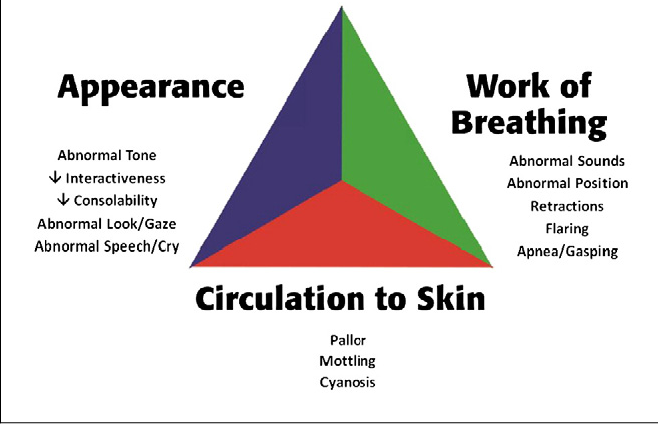 Appearance
Abnormal Tone
↓ Interactiveness
↓ Consolability
Abnormal Look/Gaze
Abnormal Speech/Cry
Work of
Breathing
Abnormal Sounds
Abnormal Position
Retractions
Flaring
Apnea/Gasping
Circulation to Skin
Pallor
Mottling
Cyanosis